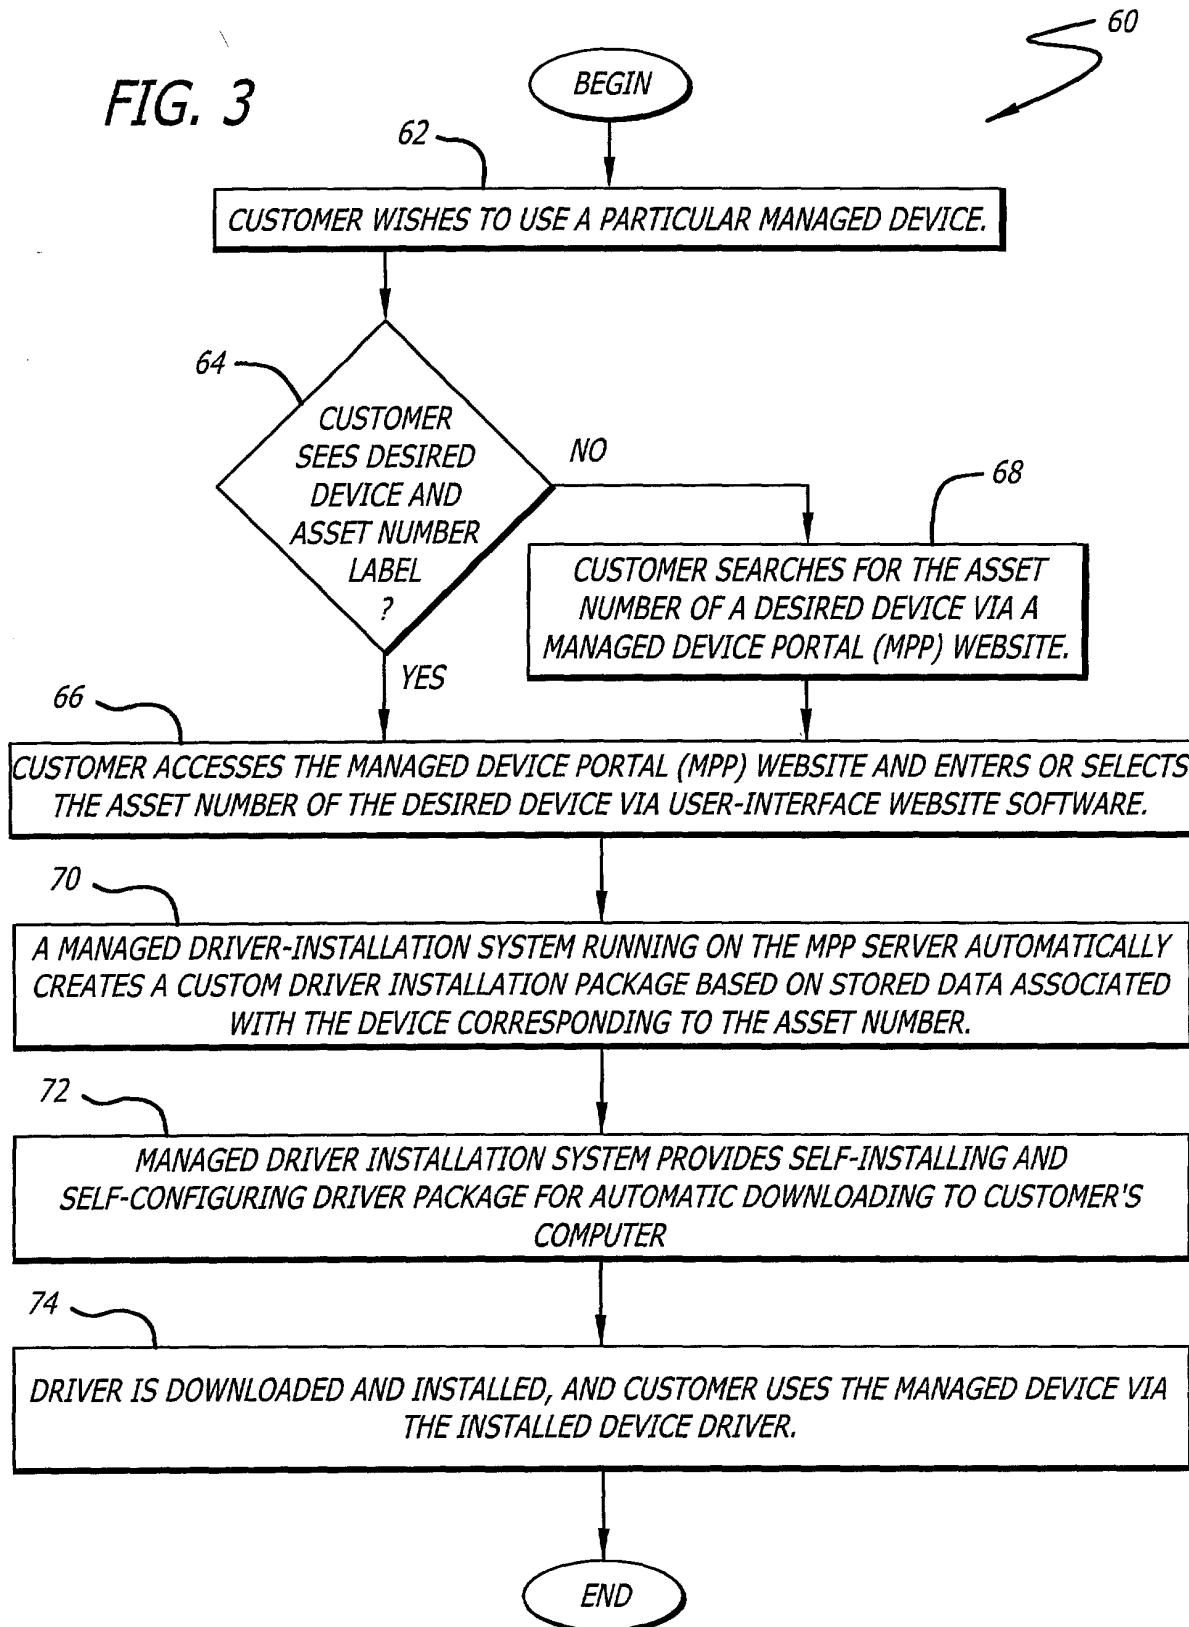 FIG. 3
60
BEGIN
62
CUSTOMER WISHES TO USE A PARTICULAR MANAGED DEVICE.
64
CUSTOMER
SEES DESIRED
DEVICE AND
ASSET NUMBER
LABEL
?
NO
68
CUSTOMER SEARCHES FOR THE ASSET
NUMBER OF A DESIRED DEVICE VIA A
MANAGED DEVICE PORTAL (MPP) WEBSITE.
YES
66
CUSTOMER ACCESSES THE MANAGED DEVICE PORTAL (MPP) WEBSITE AND ENTERS OR SELECTS
THE ASSET NUMBER OF THE DESIRED DEVICE VIA USER-INTERFACE WEBSITE SOFTWARE.
70
A MANAGED DRIVER-INSTALLATION SYSTEM RUNNING ON THE MPP SERVER AUTOMATICALLY
CREATES A CUSTOM DRIVER INSTALLATION PACKAGE BASED ON STORED DATA ASSOCIATED
WITH THE DEVICE CORRESPONDING TO THE ASSET NUMBER.
72
MANAGED DRIVER INSTALLATION SYSTEM PROVIDES SELF-INSTALLING AND
SELF-CONFIGURING DRIVER PACKAGE FOR AUTOMATIC DOWNLOADING TO CUSTOMER'S
COMPUTER
74
DRIVER IS DOWNLOADED AND INSTALLED, AND CUSTOMER USES THE MANAGED DEVICE VIA
THE INSTALLED DEVICE DRIVER.
END